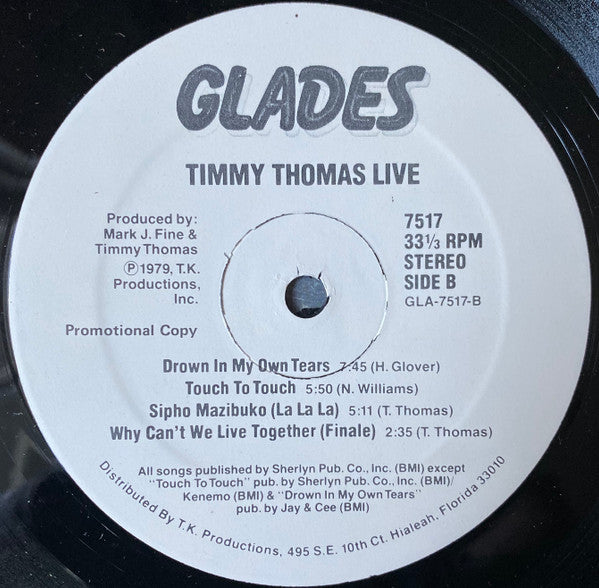 GLADES
TIMMY THOMAS LIVE
Produced by:
Mark J. Fine &
Timmy Thomas
Ⓟ1979, T.K.
Productions,
Inc.
Promotional Copy
7517
33⅓ RPM
STEREO
SIDE B
GLA-7517-B
Drown In My Own Tears 7:45 (H. Glover)
Touch To Touch 5:50 (N. Williams)
Sipho Mazibuko (La La La) 5:11 (T. Thomas)
Why Can't We Live Together (Finale) 2:35 (T. Thomas)
All songs published by Sherlyn Pub. Co., Inc. (BMI) except
"Touch To Touch" pub. by Sherlyn Pub. Co., Inc. (BMI)/
Kenemo (BMI) & "Drown In My Own Tears"
pub. by Jay & Cee (BMI)
Distributed By T.K. Productions, 495 S.E. 10th Ct. Hialeah, Florida 33010